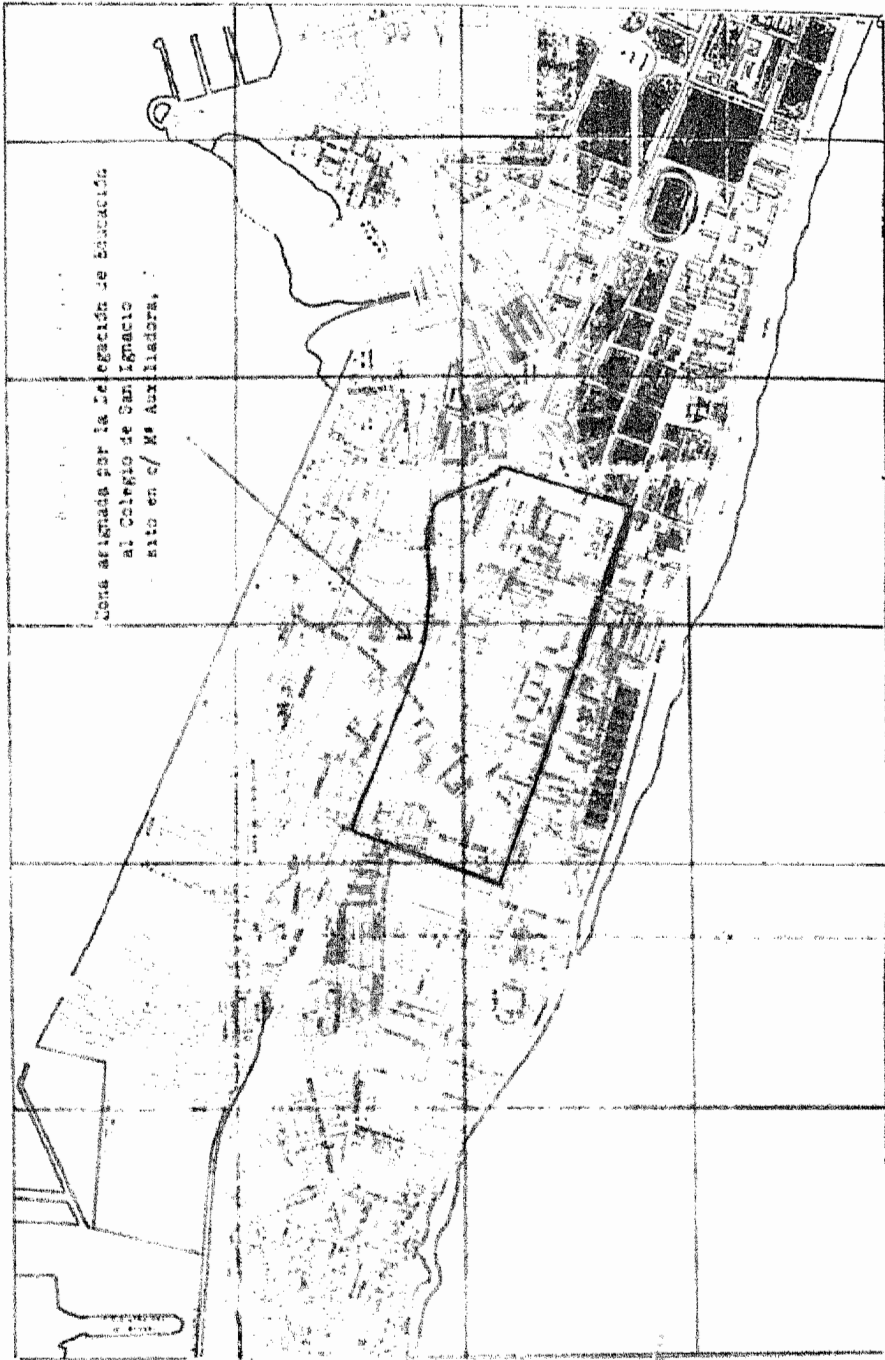 Zona asignada por la Delegación de Educación
al Colegio de San Ignacio
sito en c/ Mª Auxiliadora,